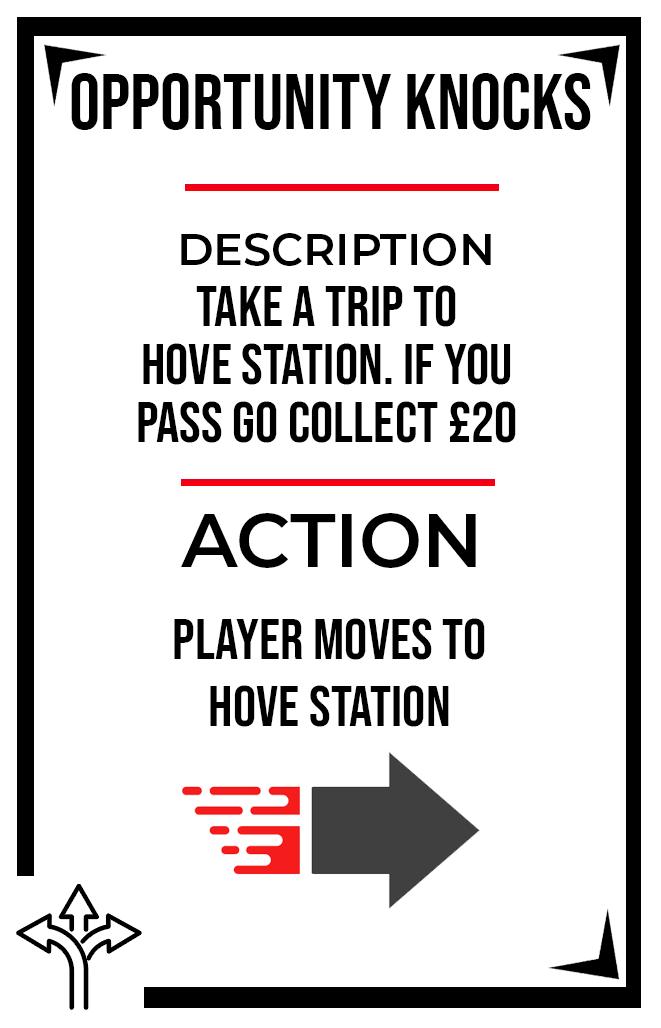 OPPORTUNITY KNOCKS
DESCRIPTION
TAKE A TRIP TO
HOVE STATION. IF YOU
PASS GO COLLECT £20
ACTION
PLAYER MOVES TO
HOVE STATION